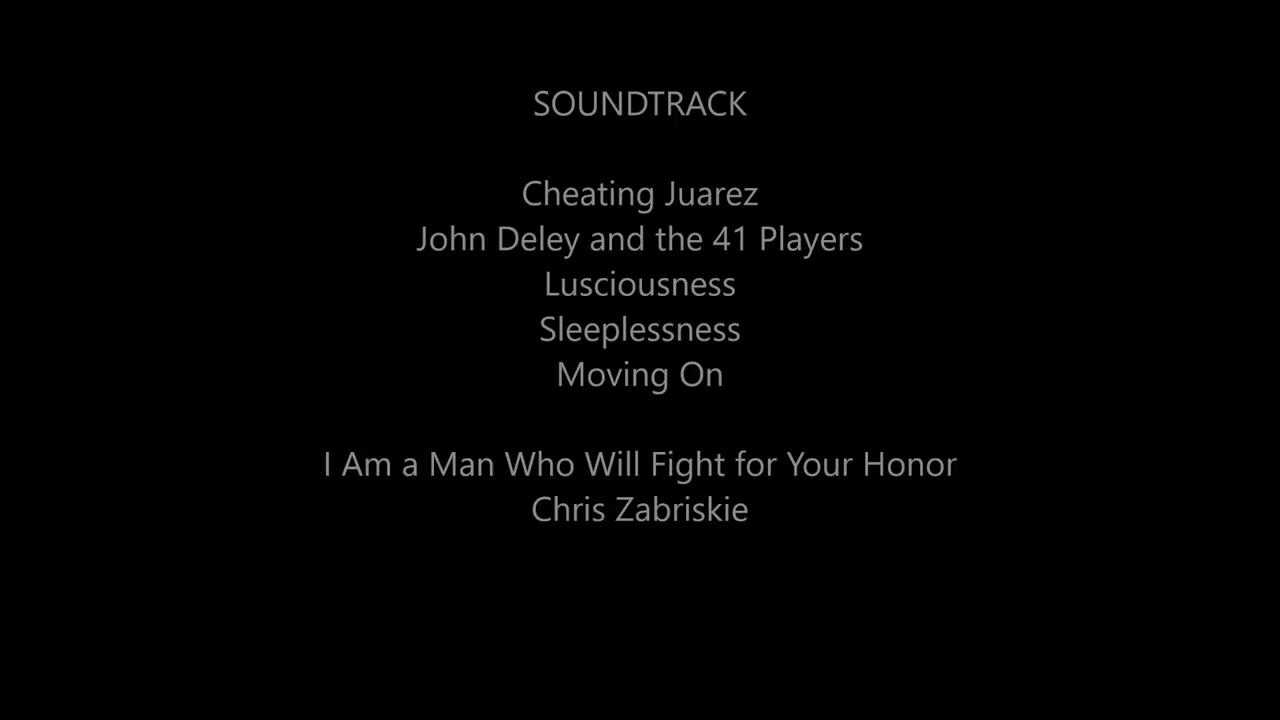 SOUNDTRACK
Cheating Juarez
John Deley and the 41 Players
Lusciousness
Sleeplessness
Moving On
I Am a Man Who Will Fight for Your Honor
Chris Zabriskie